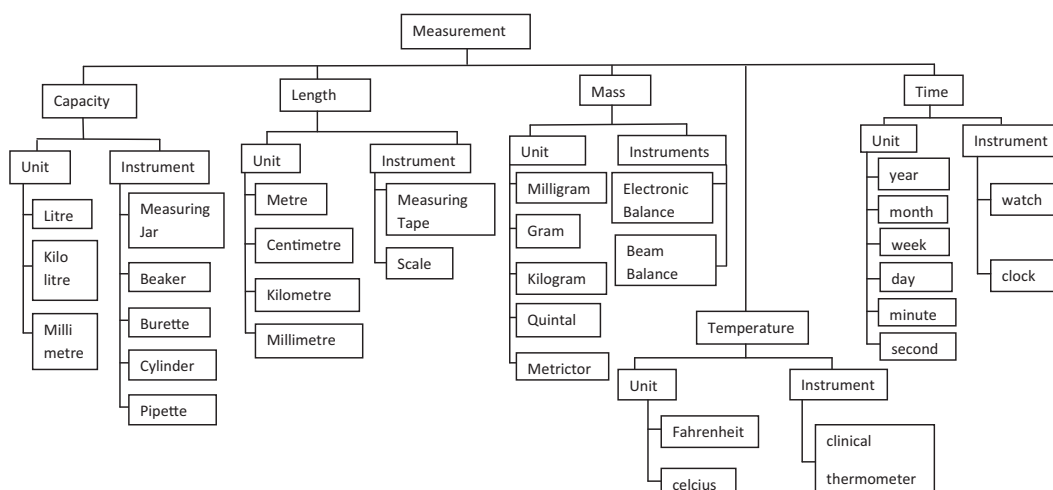 Measurement
Capacity
Length
Mass
Time
Unit
Instrument
Litre
Kilo
litre
Milli
metre
Measuring
Jar
Beaker
Burette
Cylinder
Pipette
Unit
Instrument
Metre
Centimetre
Kilometre
Millimetre
Measuring
Tape
Scale
Unit
Instruments
Milligram
Gram
Kilogram
Quintal
Metrictor
Electronic
Balance
Beam
Balance
Temperature
Unit
Instrument
Fahrenheit
celcius
clinical
thermometer
Unit
Instrument
year
month
week
day
minute
second
watch
clock